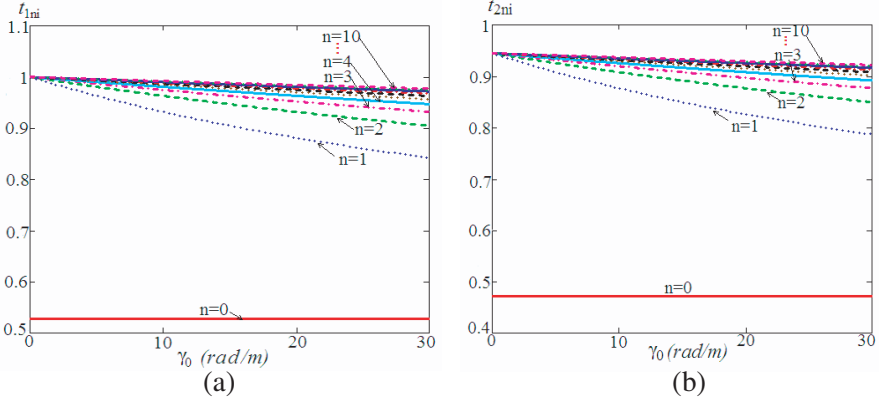 t1ni
1.1
1
0.9
0.8
0.7
0.6
0.5
n=10
n=4
n=3
n=2
n=1
n=0
0
10
20
30
γ0 (rad/m)
(a)
t2ni
1
0.9
0.8
0.7
0.6
0.5
0.4
n=10
n=3
n=2
n=1
n=0
0
10
20
30
γ0 (rad/m)
(b)